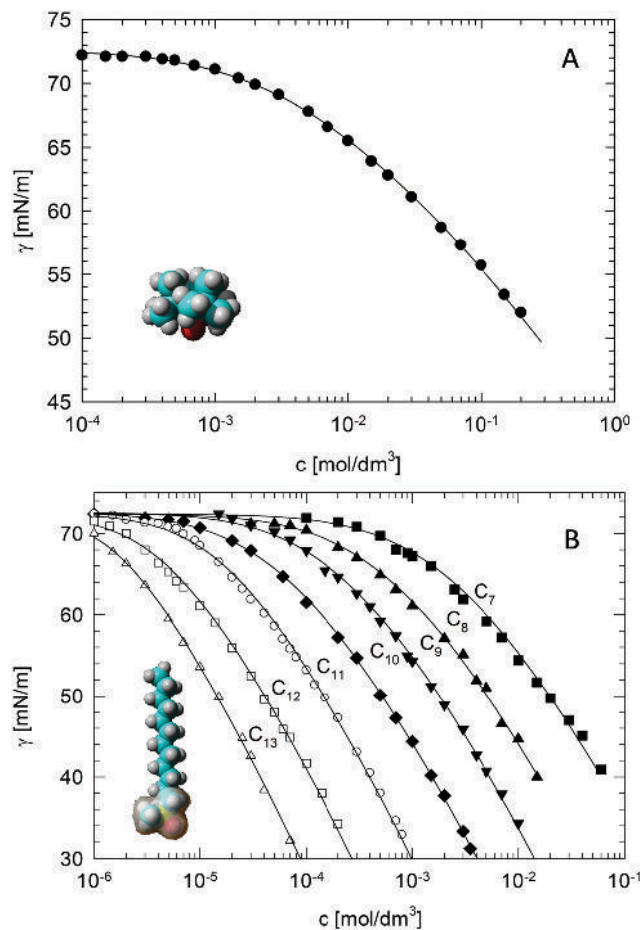 A
γ [mN/m]
75
70
65
60
55
50
45
10⁻⁴ 10⁻³ 10⁻² 10⁻¹ 10⁰
c [mol/dm³]
B
γ [mN/m]
70
60
50
40
30
C₇
C₈
C₉
C₁₀
C₁₁
C₁₂
C₁₃
10⁻⁶ 10⁻⁵ 10⁻⁴ 10⁻³ 10⁻² 10⁻¹
c [mol/dm³]